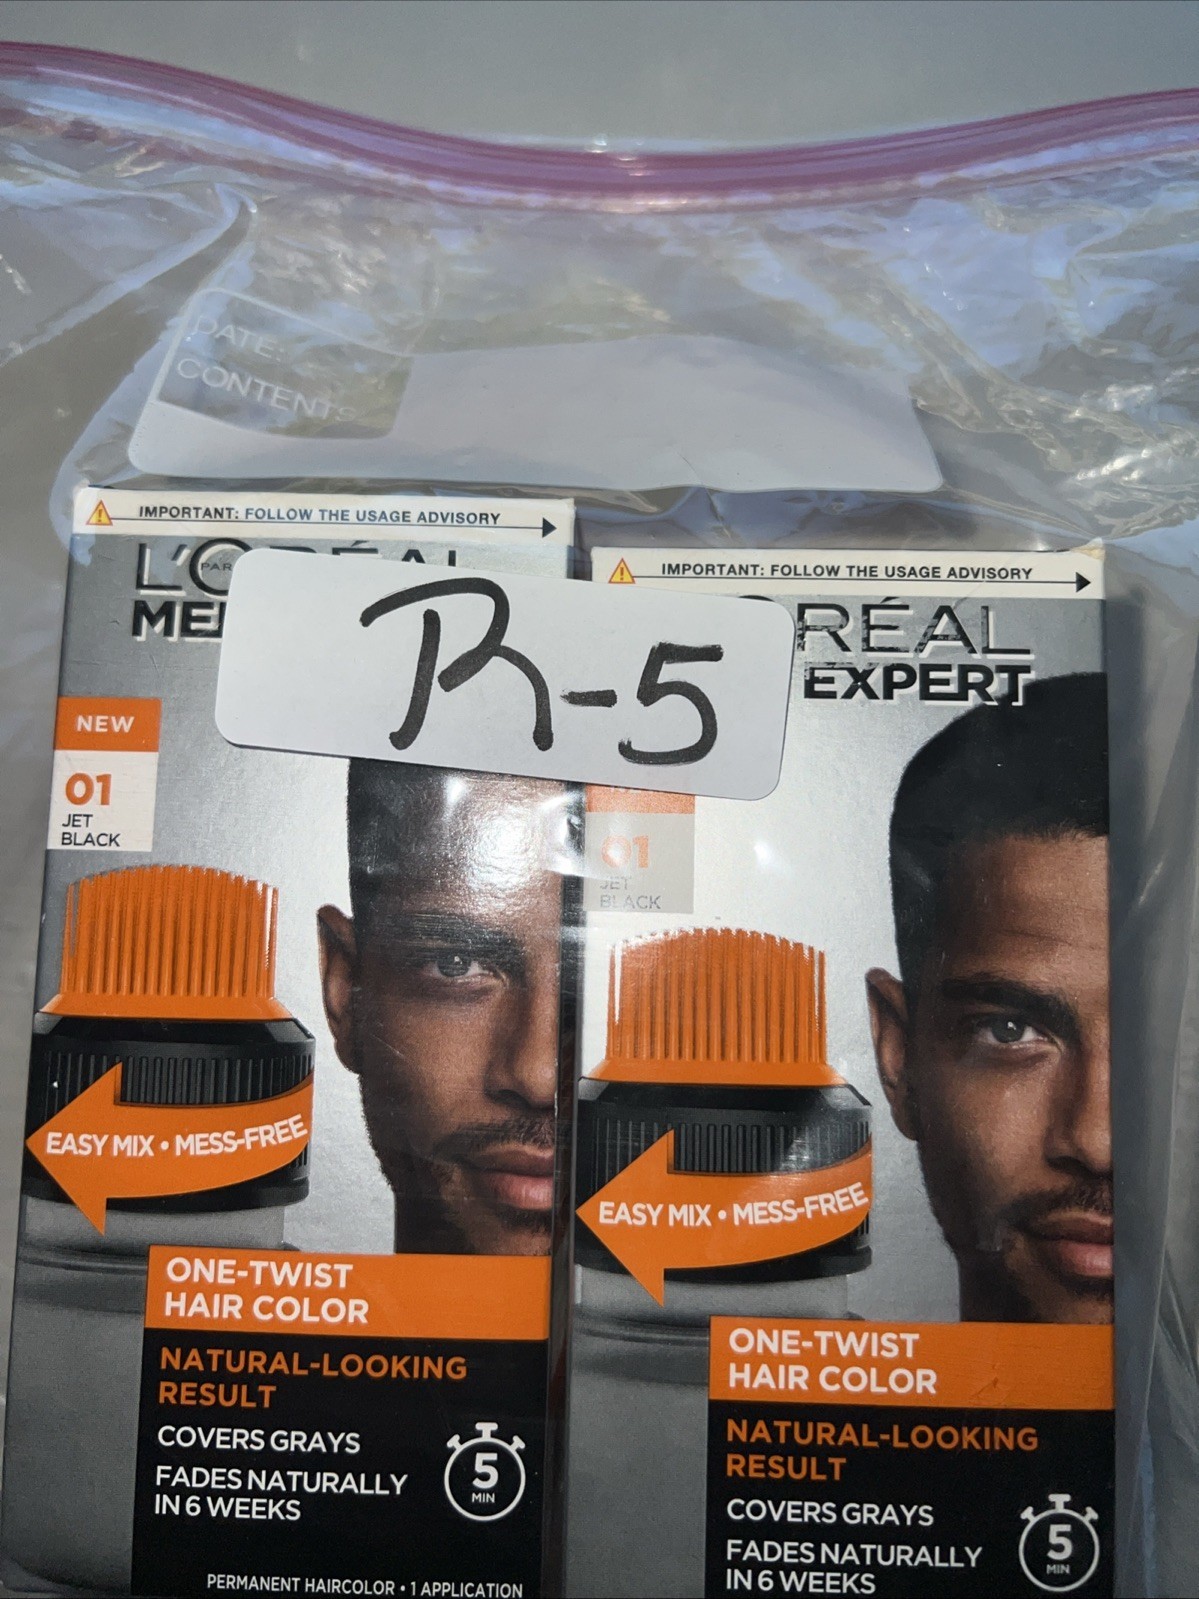 DATE:
CONTENTS
IMPORTANT: FOLLOW THE USAGE ADVISORY
R-5
NEW
01
JET
BLACK
EASY MIX • MESS-FREE
ONE-TWIST
HAIR COLOR
NATURAL-LOOKING
RESULT
COVERS GRAYS
FADES NATURALLY
IN 6 WEEKS
5
MIN
PERMANENT HAIRCOLOR • 1 APPLICATION
IMPORTANT: FOLLOW THE USAGE ADVISORY
RÉAL
EXPERT
01
JET
BLACK
EASY MIX • MESS-FREE
ONE-TWIST
HAIR COLOR
NATURAL-LOOKING
RESULT
COVERS GRAYS
FADES NATURALLY
IN 6 WEEKS
5
MIN